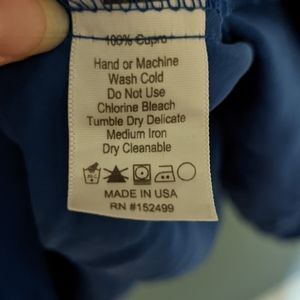 100% Cupro
Hand or Machine
Wash Cold
Do Not Use
Chlorine Bleach
Tumble Dry Delicate
Medium Iron
Dry Cleanable
MADE IN USA
RN #152499